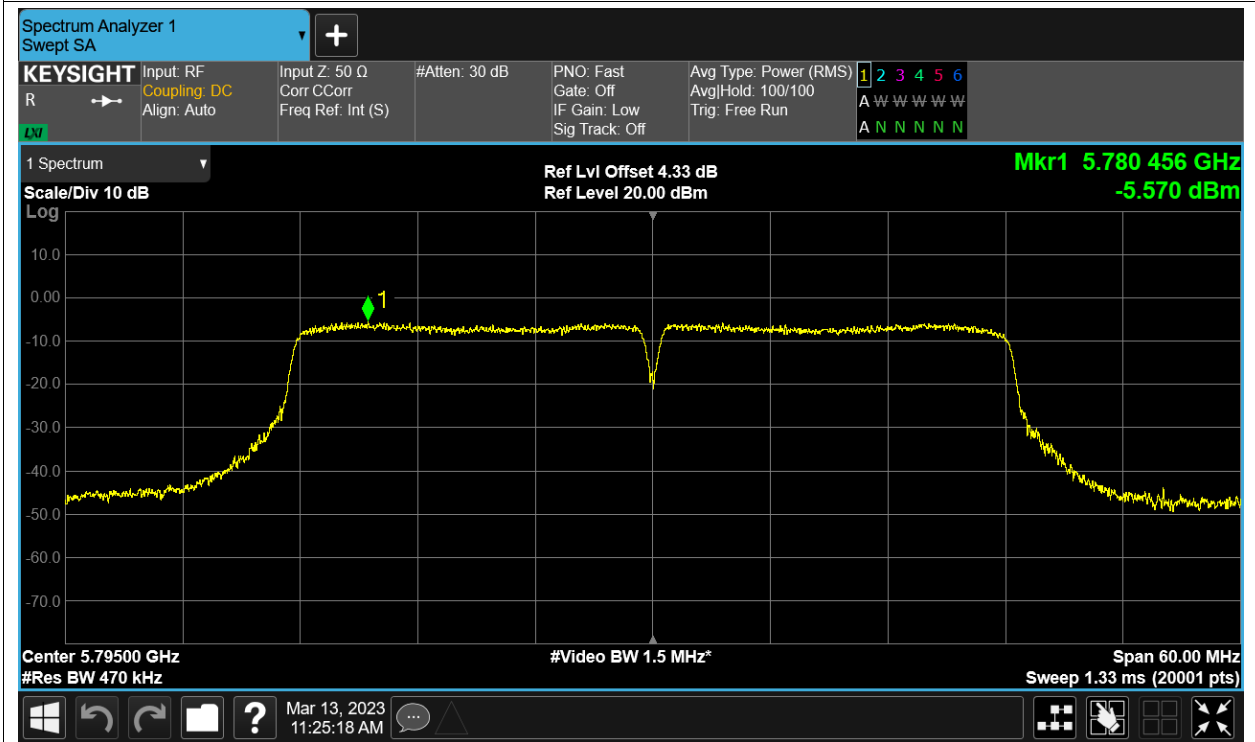 Spectrum Analyzer 1
Swept SA
KEYSIGHT
R
LXI
Input: RF
Coupling: DC
Align: Auto
Input Z: 50 Ω
Corr CCorr
Freq Ref: Int (S)
#Atten: 30 dB
PNO: Fast
Gate: Off
IF Gain: Low
Sig Track: Off
Avg Type: Power (RMS)
Avg|Hold: 100/100
Trig: Free Run
1 2 3 4 5 6
A W W W W W
A N N N N N
1 Spectrum
Scale/Div 10 dB
Log
Ref Lvl Offset 4.33 dB
Ref Level 20.00 dBm
Mkr1 5.780 456 GHz
-5.570 dBm
10.0
0.00
1
-10.0
-20.0
-30.0
-40.0
-50.0
-60.0
-70.0
Center 5.79500 GHz
#Res BW 470 kHz
#Video BW 1.5 MHz*
Span 60.00 MHz
Sweep 1.33 ms (20001 pts)
?
Mar 13, 2023
11:25:18 AM